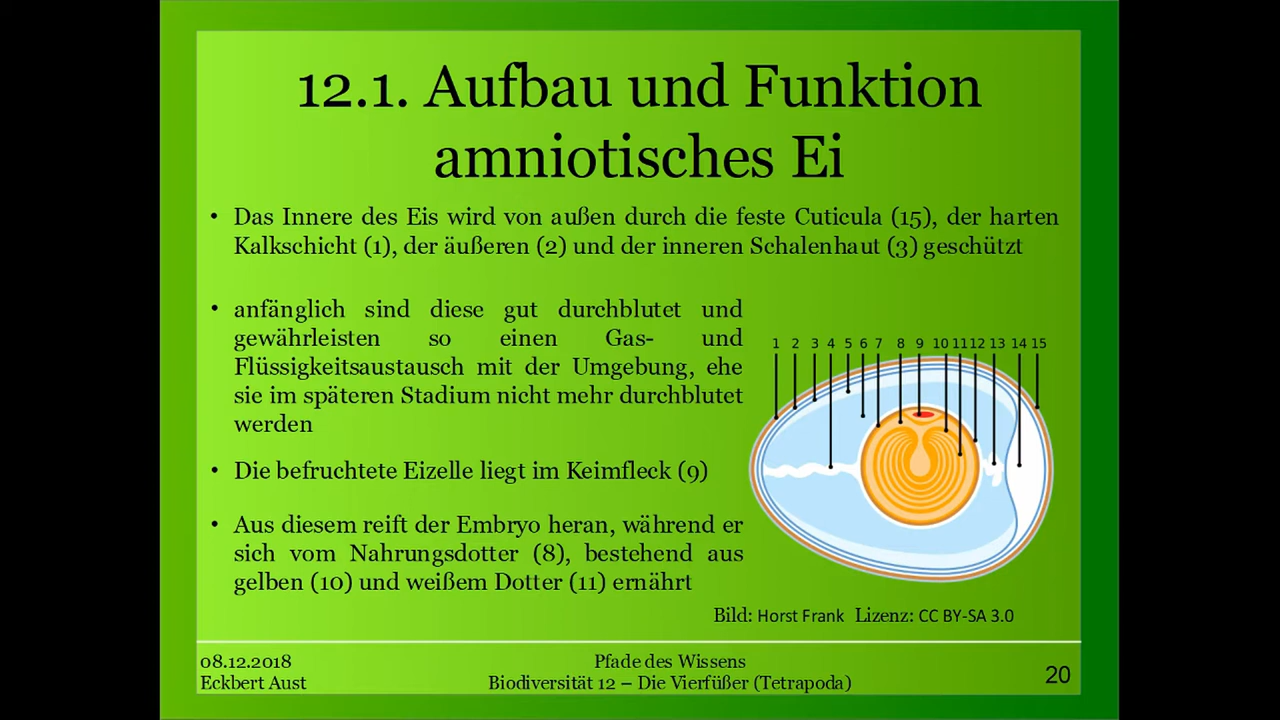 12.1. Aufbau und Funktion
amniotisches Ei
• Das Innere des Eis wird von außen durch die feste Cuticula (15), der harten
Kalkschicht (1), der äußeren (2) und der inneren Schalenhaut (3) geschützt
• anfänglich sind diese gut durchblutet und
gewährleisten so einen Gas- und
Flüssigkeitsaustausch mit der Umgebung, ehe
sie im späteren Stadium nicht mehr durchblutet
werden
• Die befruchtete Eizelle liegt im Keimfleck (9)
• Aus diesem reift der Embryo heran, während er
sich vom Nahrungsdotter (8), bestehend aus
gelben (10) und weißem Dotter (11) ernährt
1 2 3 4 5 6 7 8 9 10 11 12 13 14 15
Bild: Horst Frank Lizenz: CC BY-SA 3.0
08.12.2018
Eckbert Aust
Pfade des Wissens
Biodiversität 12 – Die Vierfüßer (Tetrapoda)
20